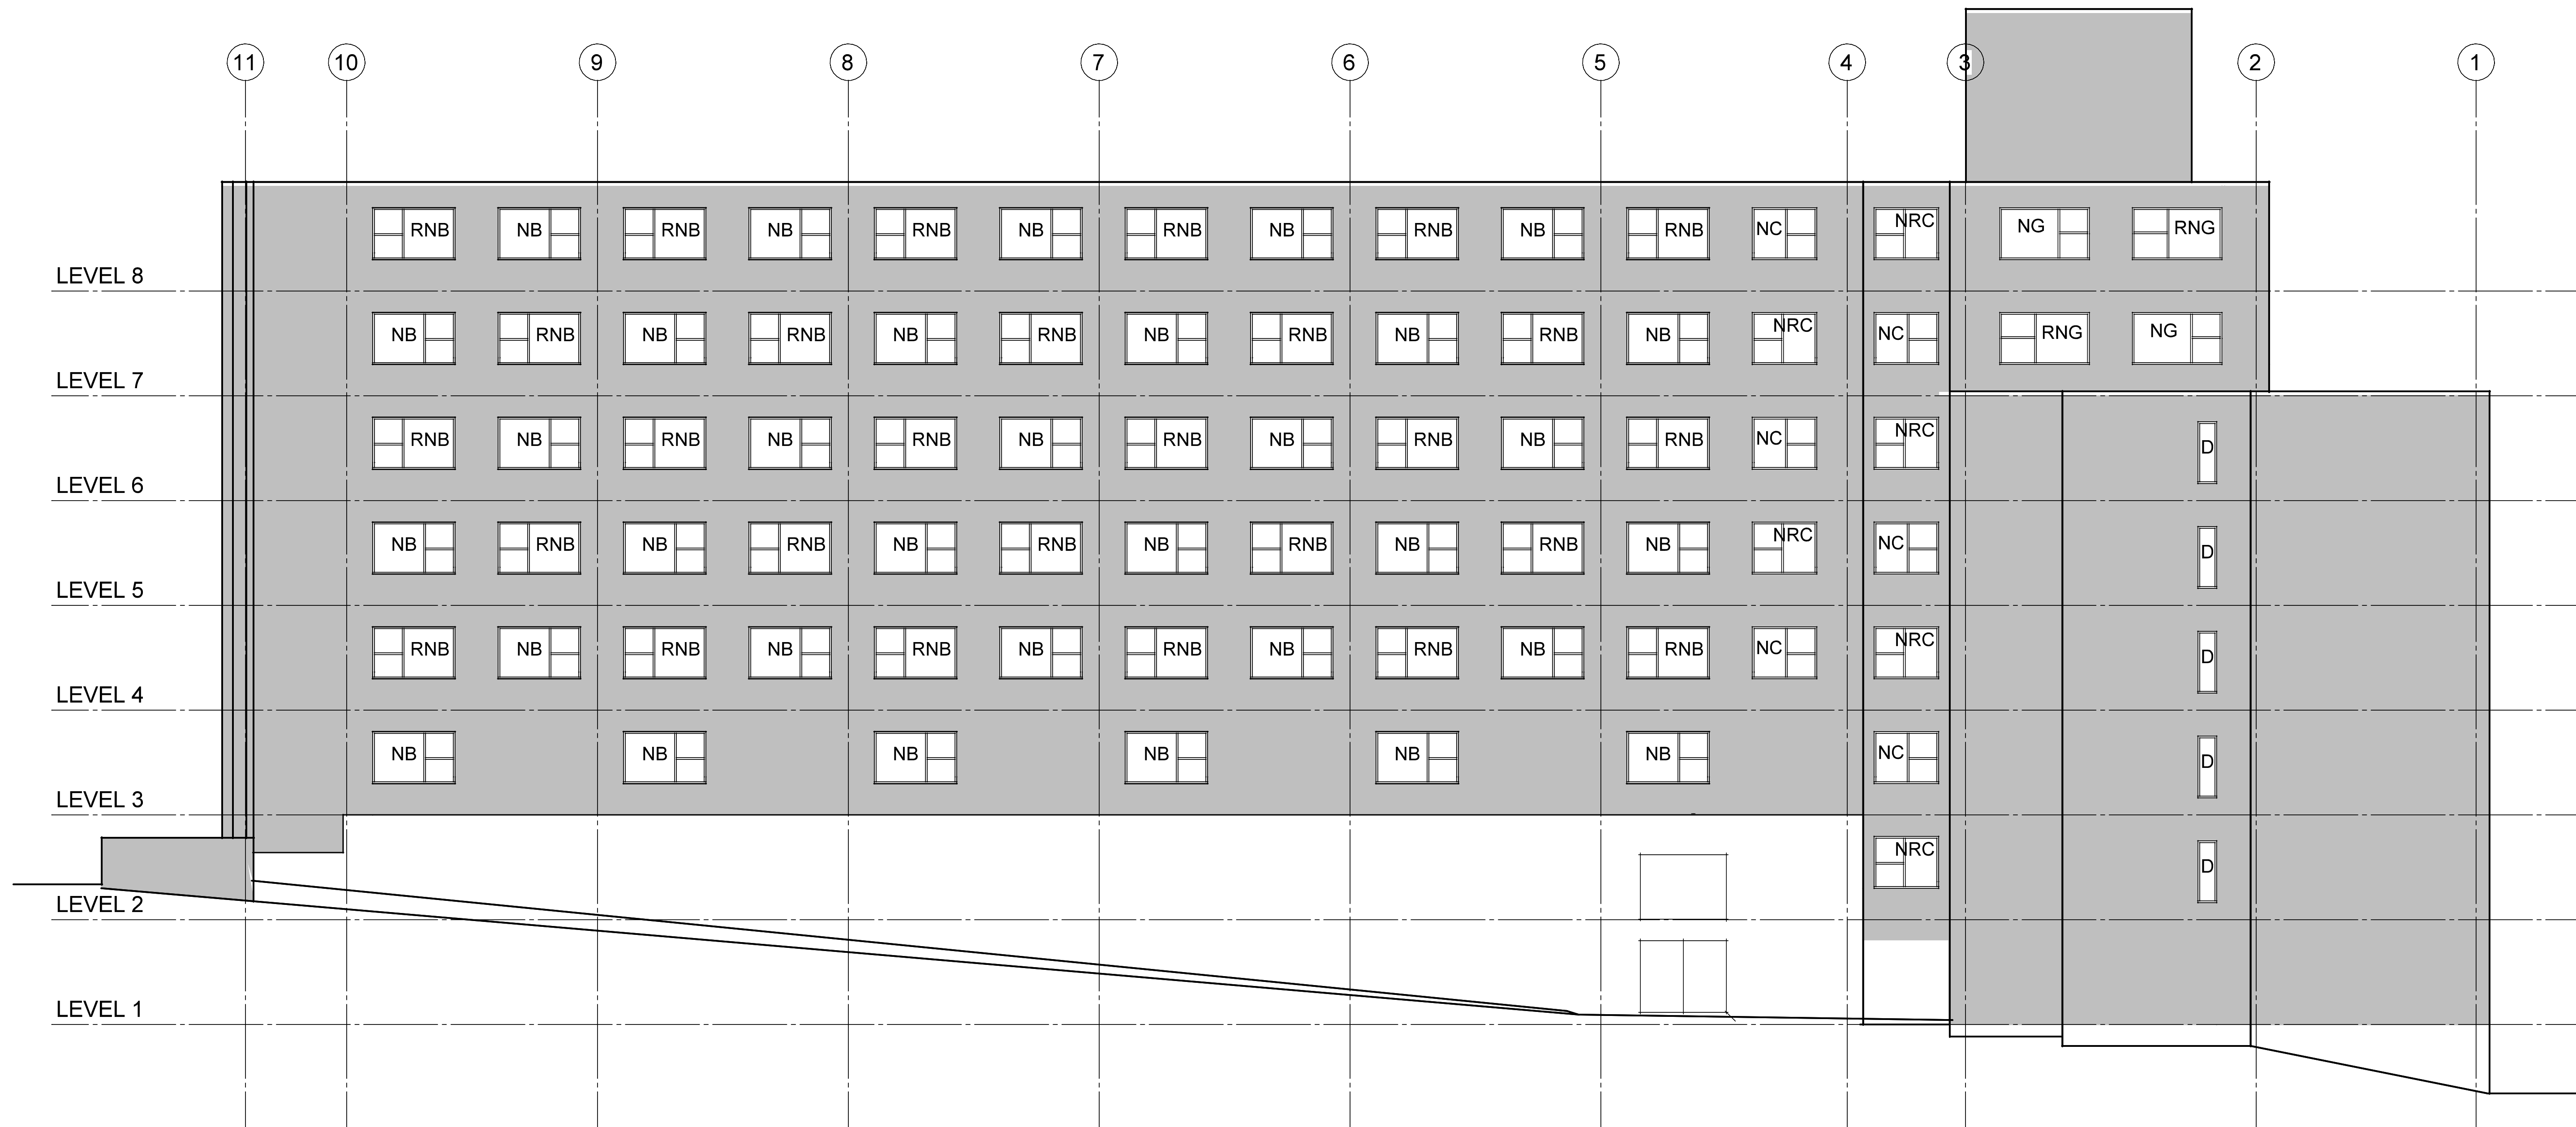 11 10 9 8 7 6 5 4 3 2 1
RNB NB RNB NB RNB NB RNB NB RNB NB RNB NC NRC NG RNG
LEVEL 8
NB RNB NB RNB NB RNB NB RNB NB RNB NB NRC NC RNG NG
LEVEL 7
RNB NB RNB NB RNB NB RNB NB RNB NB RNB NC NRC D
LEVEL 6
NB RNB NB RNB NB RNB NB RNB NB RNB NB NRC NC D
LEVEL 5
RNB NB RNB NB RNB NB RNB NB RNB NB RNB NC NRC D
LEVEL 4
NB NB NB NB NB NB NC D
LEVEL 3
NRC D
LEVEL 2
LEVEL 1